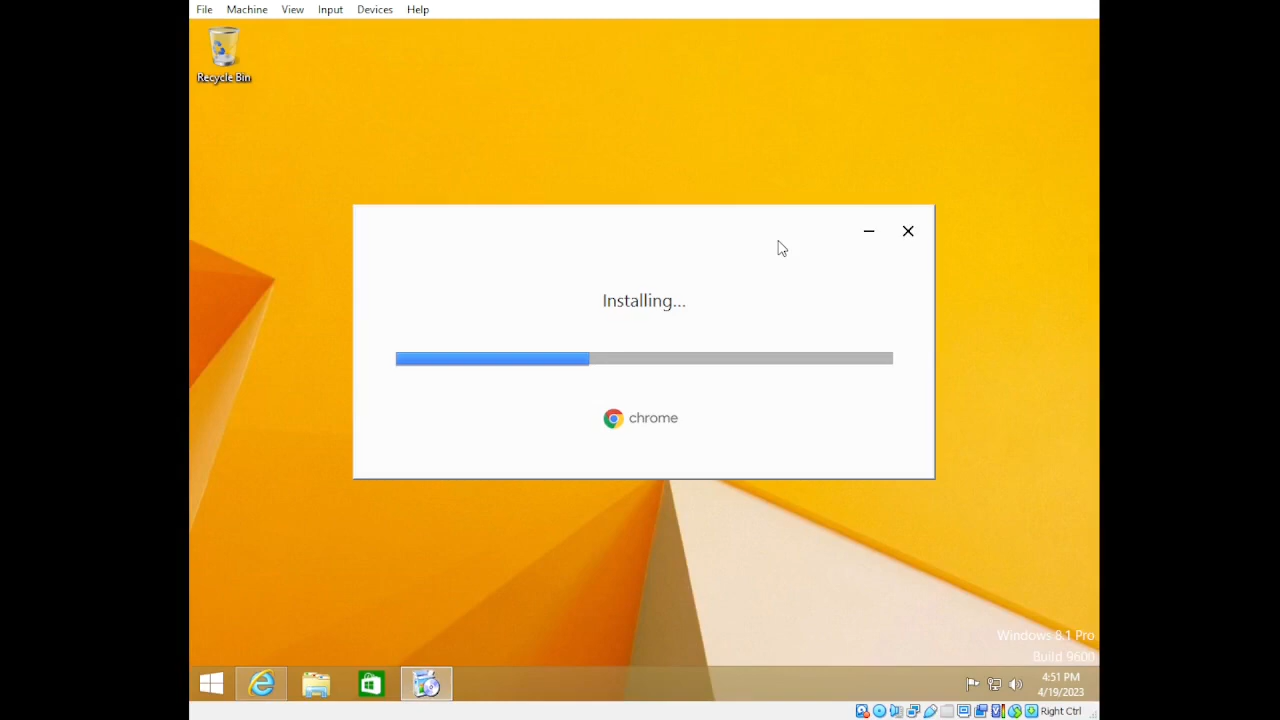 File Machine View Input Devices Help
Recycle Bin
Installing...
chrome
Windows 8.1 Pro
Build 9600
4:51 PM
4/19/2023
Right Ctrl